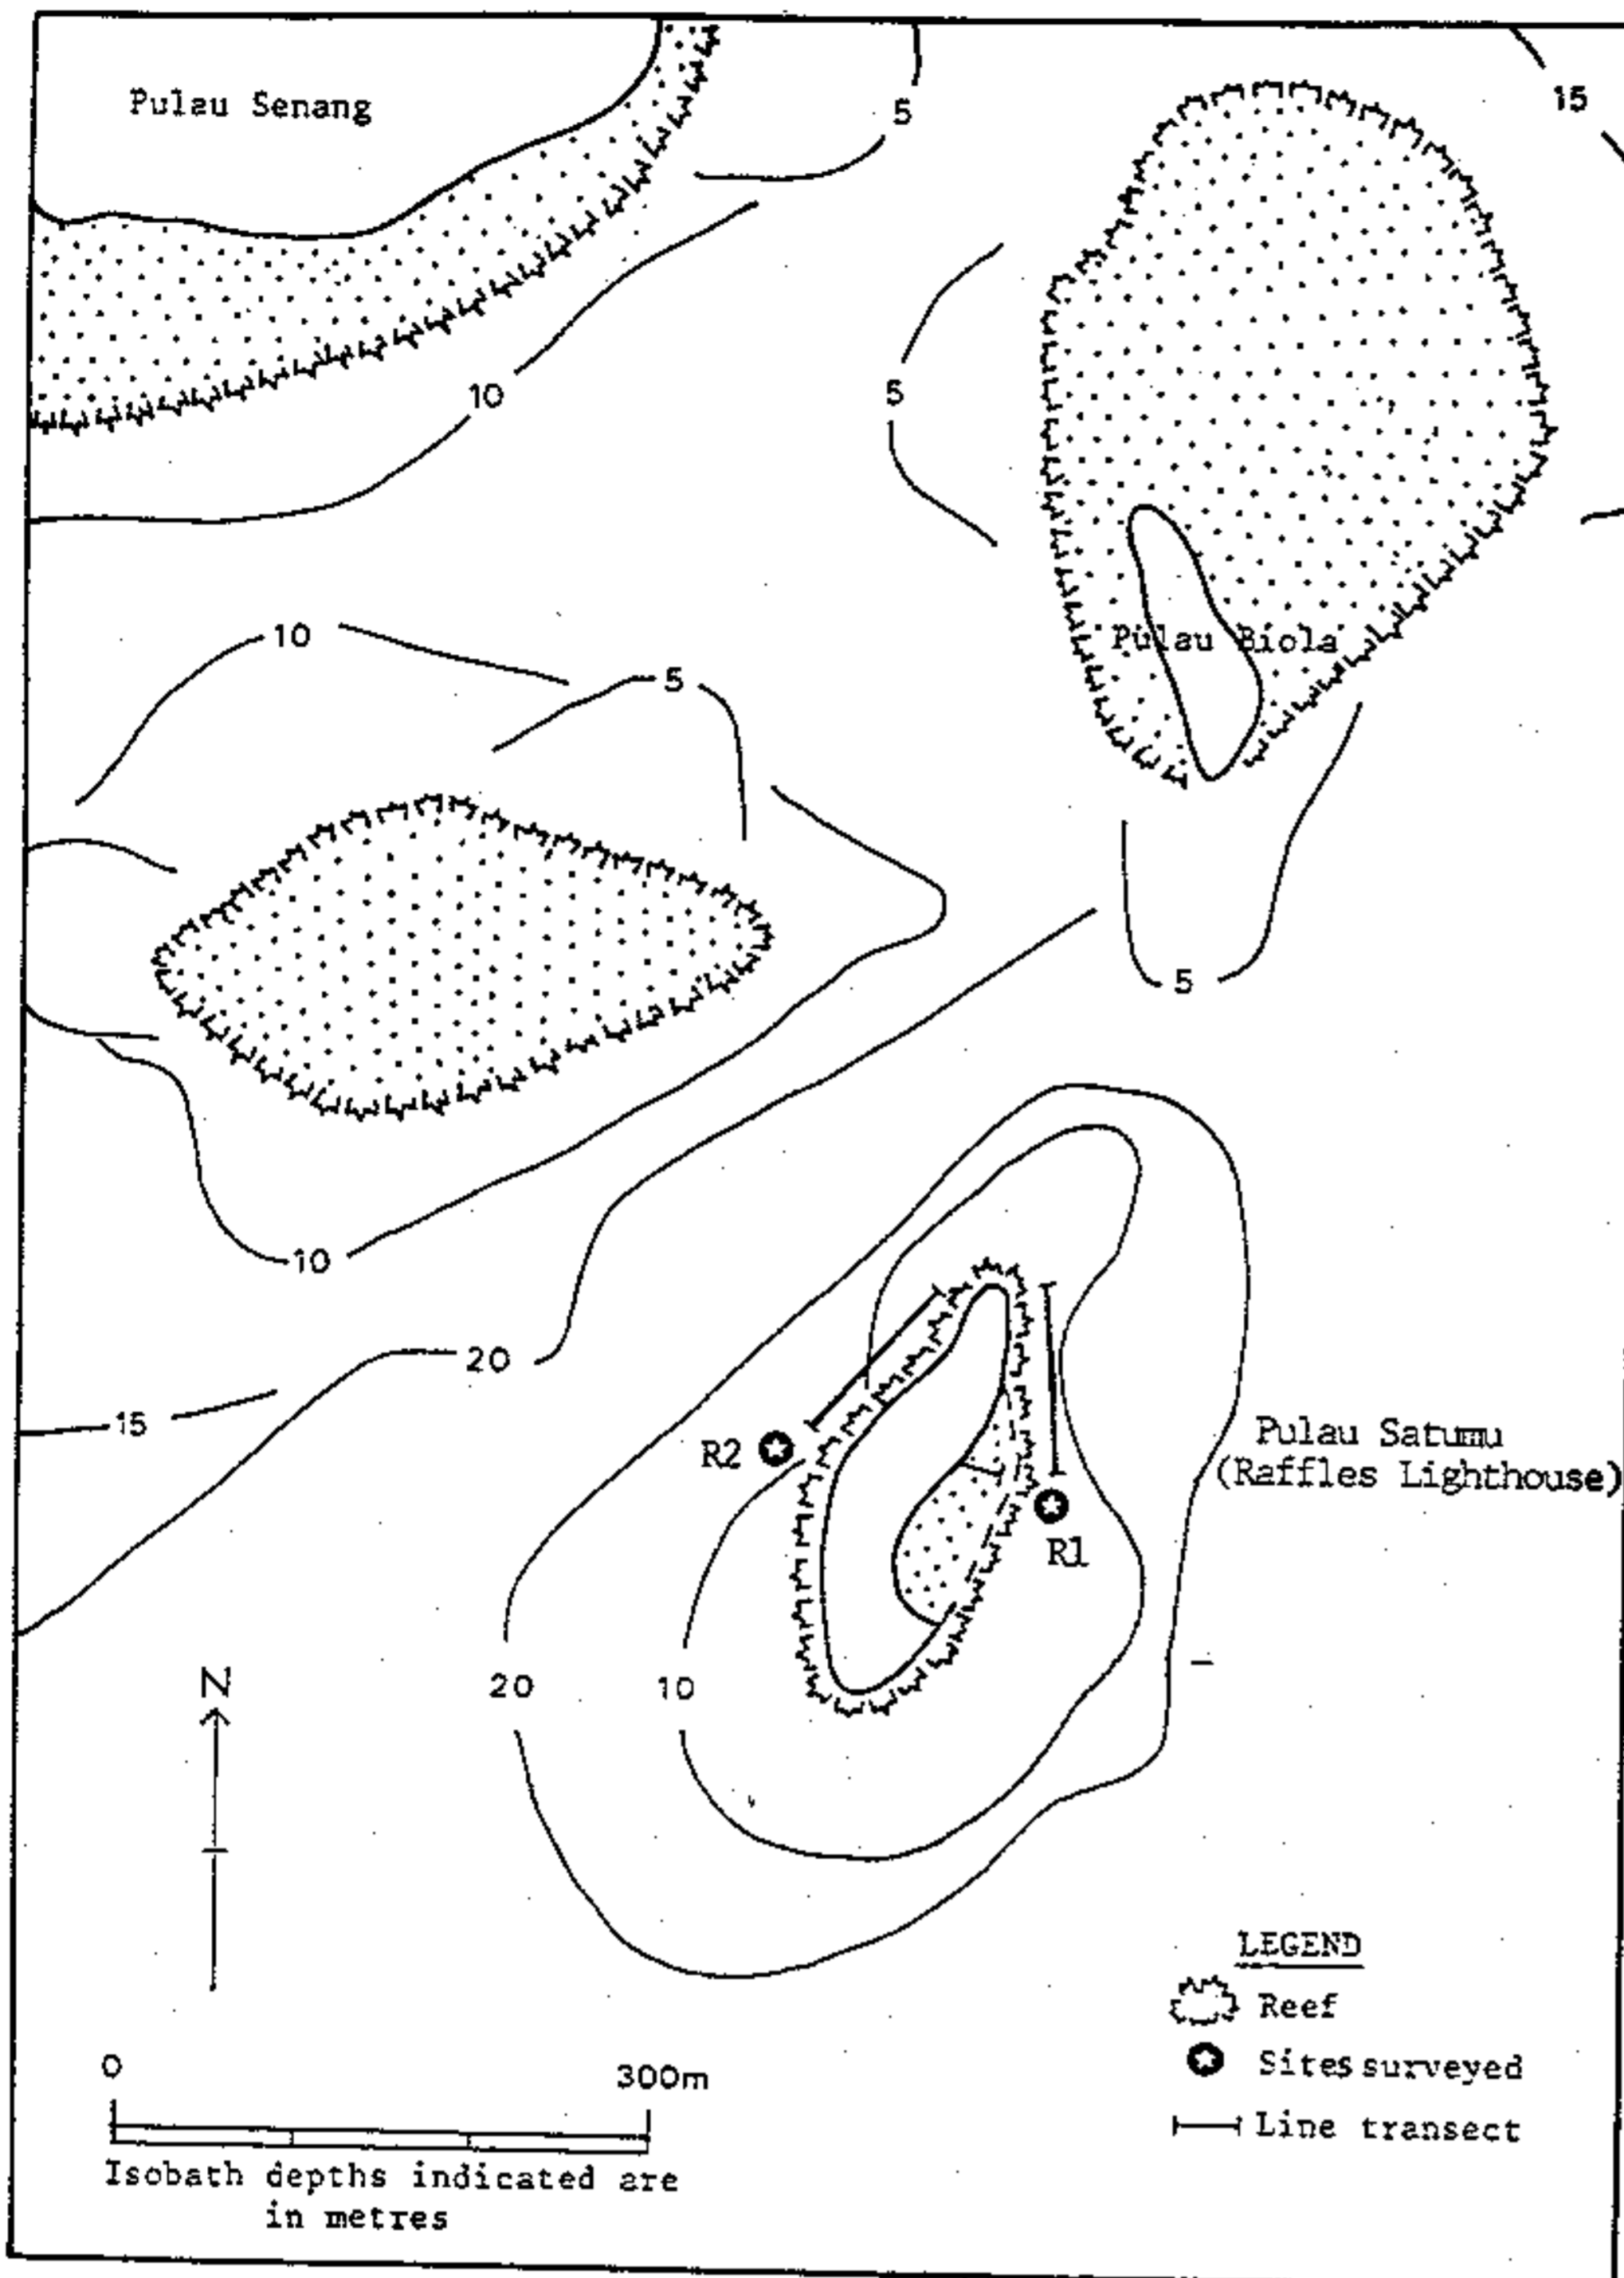 Pulau Senang
5
15
10
5
10
5
Pulau Biola
5
10
20
15
Pulau Satumu
(Raffles Lighthouse)
R2
R1
20
10
N
LEGEND
Reef
Sites surveyed
Line transect
0
300m
Isobath depths indicated are
in metres